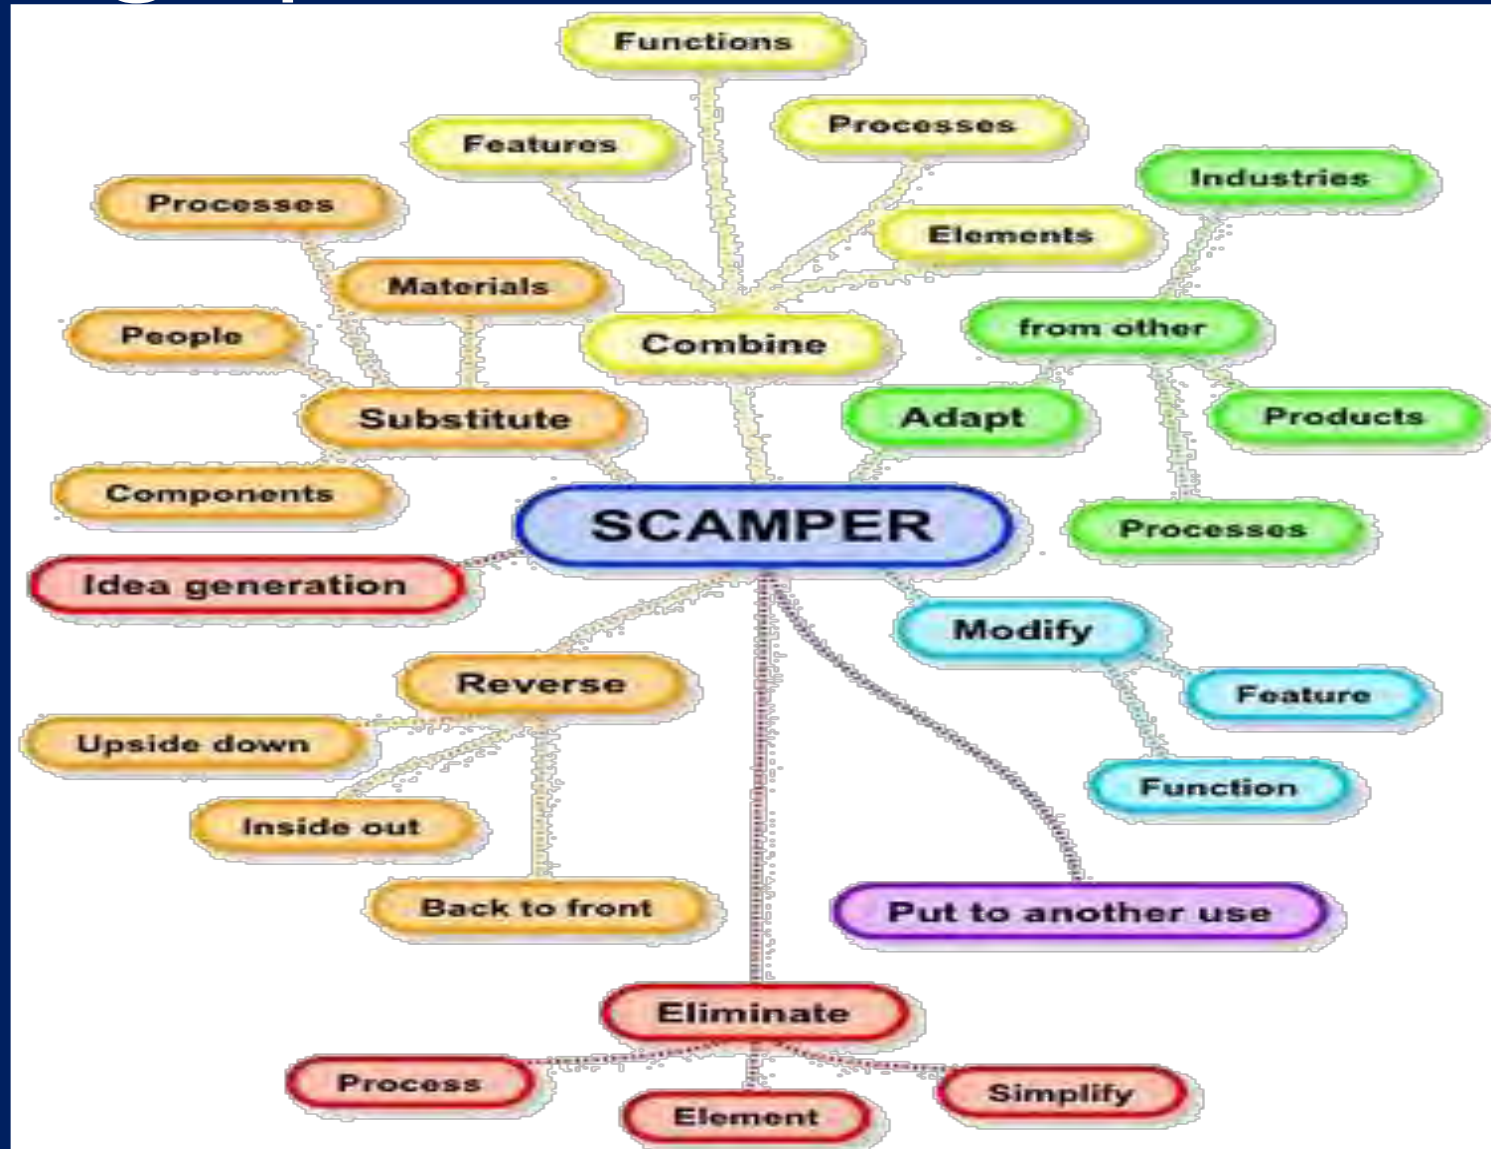 Functions
Features
Processes
Industries
Processes
Elements
Materials
from other
People
Combine
Substitute
Adapt
Products
Components
SCAMPER
Processes
Idea generation
Modify
Reverse
Feature
Upside down
Function
Inside out
Back to front
Put to another use
Eliminate
Process
Simplify
Element